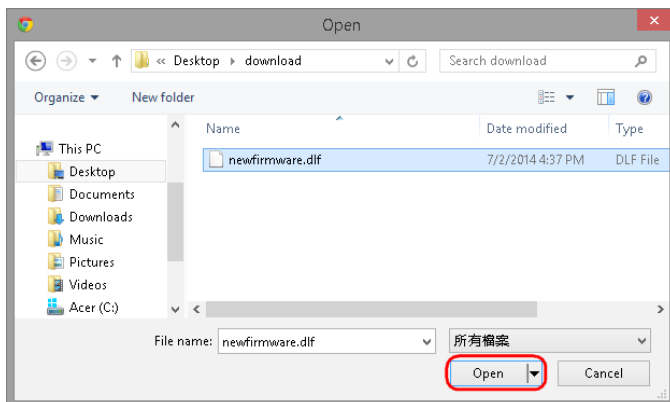 Open
« Desktop download
Search download
Organize New folder
Name Date modified Type
This PC
newfirmware.dlf 7/2/2014 4:37 PM DLF File
Desktop
Documents
Downloads
Music
Pictures
Videos
Acer (C:)
File name: newfirmware.dlf 所有檔案
Open Cancel